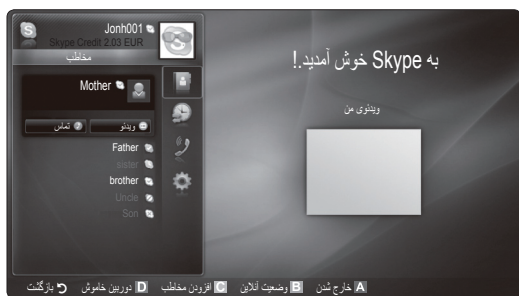 Jonh001
Skype Credit 2.03 EUR
مخاطب
Mother
ویدئو
تماس
Father
sister
brother
Uncle
Son
به Skype خوش آمدید.!
ویدئوی من
A خارج شدن B وضعیت آنلاین C افزودن مخاطب D دوربین خاموش بازگشت